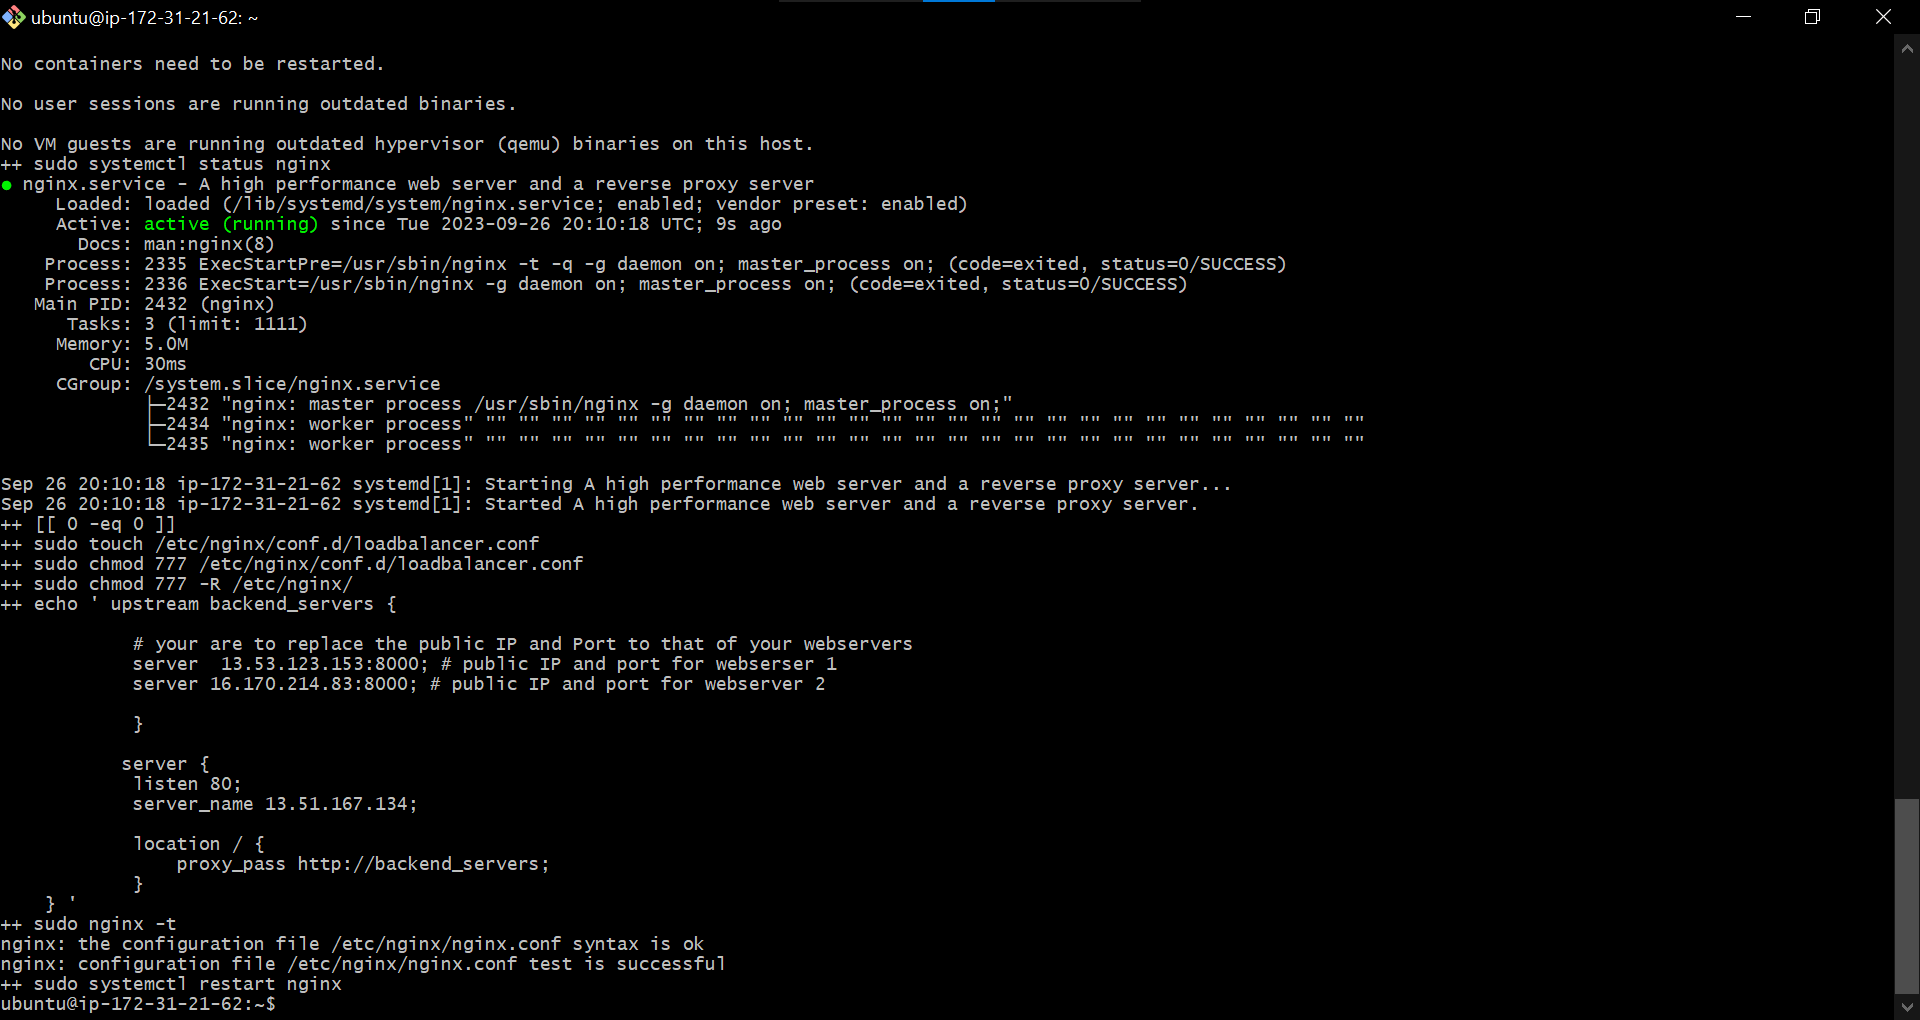 ubuntu@ip-172-31-21-62: ~
No containers need to be restarted.
No user sessions are running outdated binaries.
No VM guests are running outdated hypervisor (qemu) binaries on this host.
++ sudo systemctl status nginx
● nginx.service - A high performance web server and a reverse proxy server
Loaded: loaded (/lib/systemd/system/nginx.service; enabled; vendor preset: enabled)
Active: active (running) since Tue 2023-09-26 20:10:18 UTC; 9s ago
Docs: man:nginx(8)
Process: 2335 ExecStartPre=/usr/sbin/nginx -t -q -g daemon on; master_process on; (code=exited, status=0/SUCCESS)
Process: 2336 ExecStart=/usr/sbin/nginx -g daemon on; master_process on; (code=exited, status=0/SUCCESS)
Main PID: 2432 (nginx)
Tasks: 3 (limit: 1111)
Memory: 5.0M
CPU: 30ms
CGroup: /system.slice/nginx.service
├─2432 "nginx: master process /usr/sbin/nginx -g daemon on; master_process on;"
├─2434 "nginx: worker process" "" "" "" "" "" "" "" "" "" "" "" "" "" "" "" "" "" "" "" "" "" "" "" "" "" "" ""
└─2435 "nginx: worker process" "" "" "" "" "" "" "" "" "" "" "" "" "" "" "" "" "" "" "" "" "" "" "" "" "" "" ""
Sep 26 20:10:18 ip-172-31-21-62 systemd[1]: Starting A high performance web server and a reverse proxy server...
Sep 26 20:10:18 ip-172-31-21-62 systemd[1]: Started A high performance web server and a reverse proxy server.
++ [[ 0 -eq 0 ]]
++ sudo touch /etc/nginx/conf.d/loadbalancer.conf
++ sudo chmod 777 /etc/nginx/conf.d/loadbalancer.conf
++ sudo chmod 777 -R /etc/nginx/
++ echo ' upstream backend_servers {
# your are to replace the public IP and Port to that of your webservers
server  13.53.123.153:8000; # public IP and port for webserser 1
server 16.170.214.83:8000; # public IP and port for webserver 2
}
server {
listen 80;
server_name 13.51.167.134;
location / {
proxy_pass http://backend_servers;
}
} '
++ sudo nginx -t
nginx: the configuration file /etc/nginx/nginx.conf syntax is ok
nginx: configuration file /etc/nginx/nginx.conf test is successful
++ sudo systemctl restart nginx
ubuntu@ip-172-31-21-62:~$